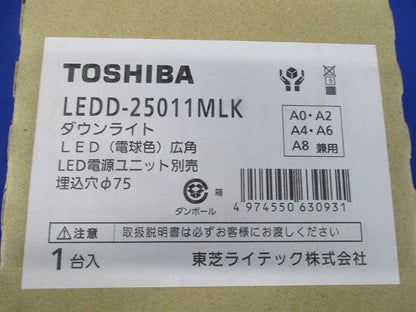 TOSHIBA
LEDD-25011MLK
ダウンライト
LED（電球色）広角
LED電源ユニット別売
埋込穴φ75
A0・A2
A4・A6
A8 兼用
箱
ダンボール
4 974550 630931
⚠注意 取扱説明書は必ずお客様にお渡しください
1台入
東芝ライテック株式会社